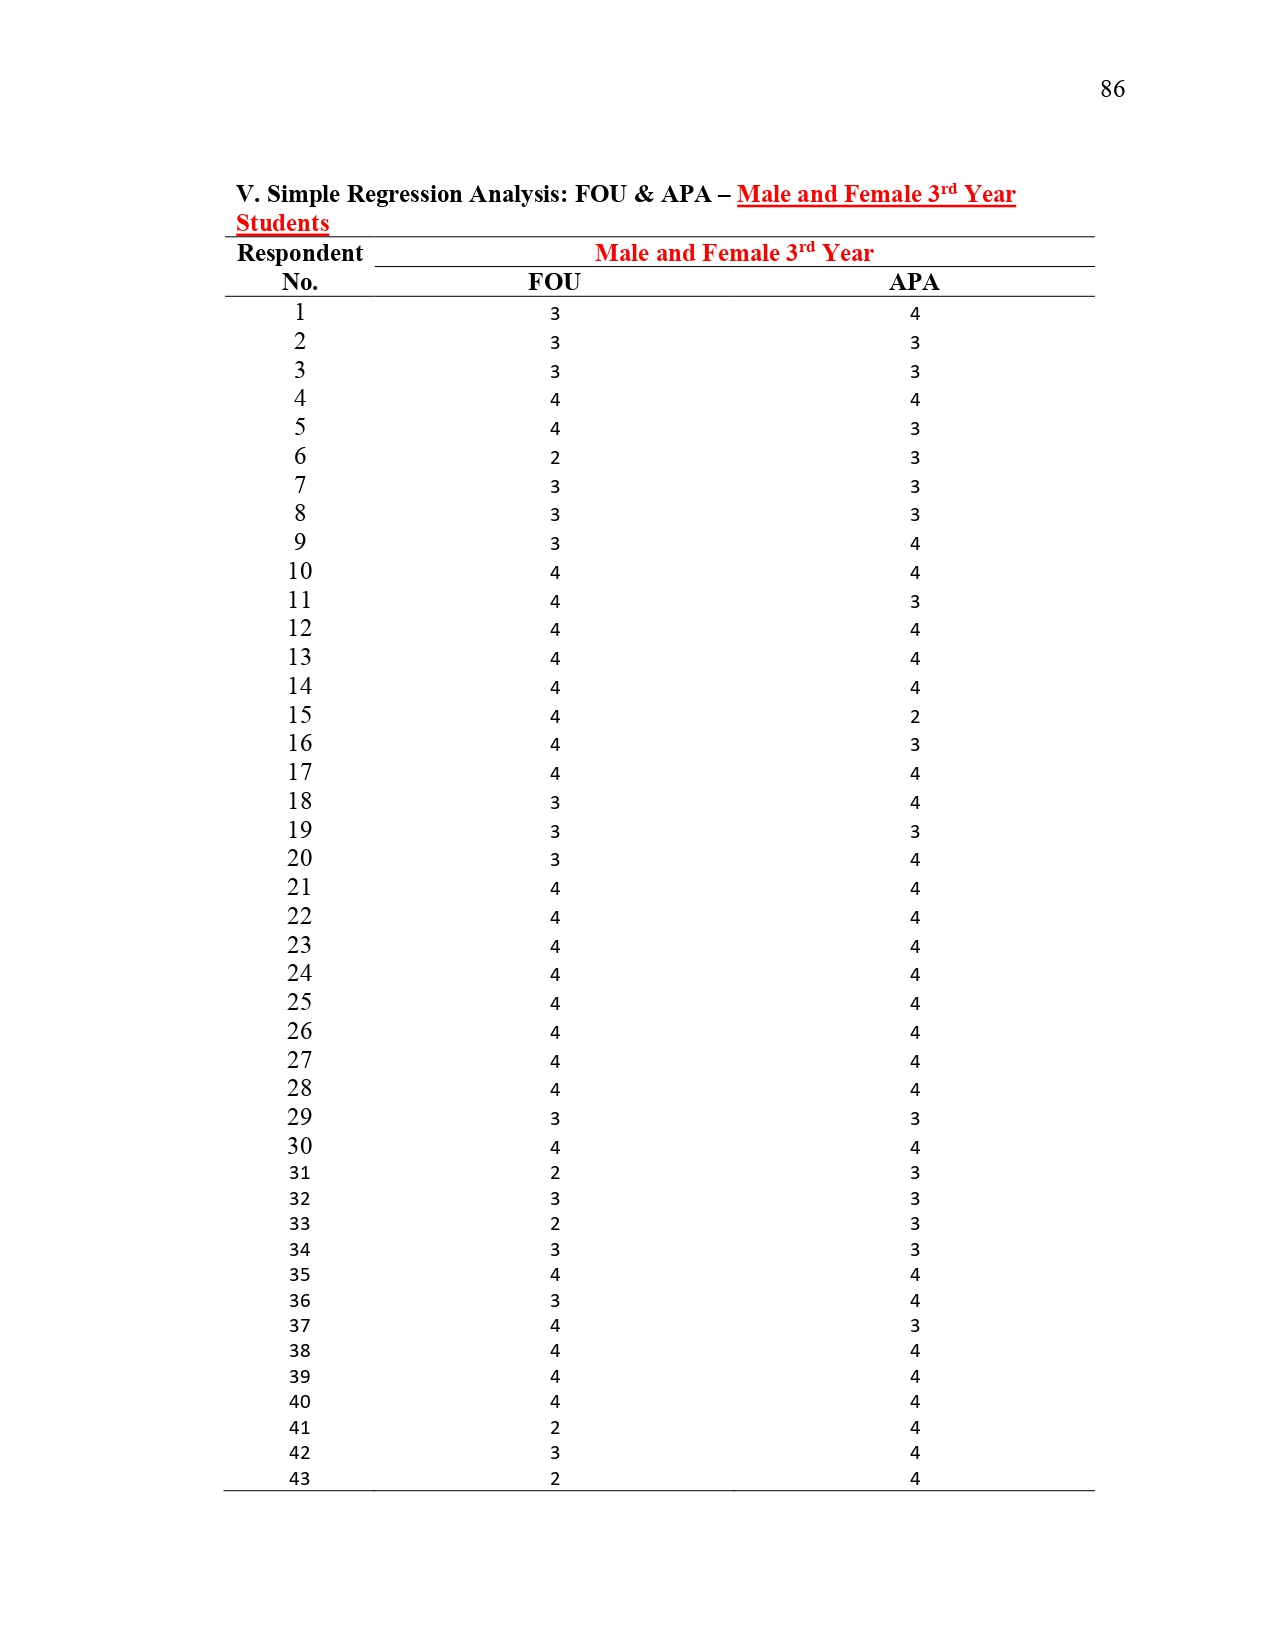 86
V. Simple Regression Analysis: FOU & APA – Male and Female 3rd Year
Students
Respondent Male and Female 3rd Year
No. FOU APA
1 3 4
2 3 3
3 3 3
4 4 4
5 4 3
6 2 3
7 3 3
8 3 3
9 3 4
10 4 4
11 4 3
12 4 4
13 4 4
14 4 4
15 4 2
16 4 3
17 4 4
18 3 4
19 3 3
20 3 4
21 4 4
22 4 4
23 4 4
24 4 4
25 4 4
26 4 4
27 4 4
28 4 4
29 3 3
30 4 4
31 2 3
32 3 3
33 2 3
34 3 3
35 4 4
36 3 4
37 4 3
38 4 4
39 4 4
40 4 4
41 2 4
42 3 4
43 2 4